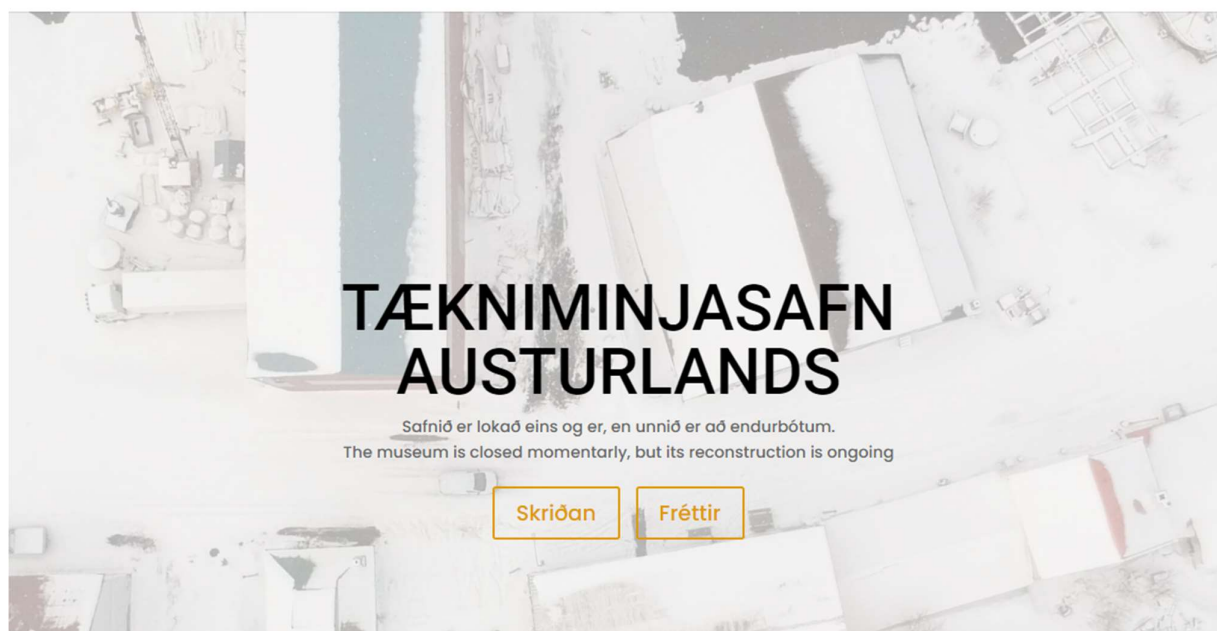 TÆKNIMINJASAFN
AUSTURLANDS
Safnið er lokað eins og er, en unnið er að endurbótum.
The museum is closed momentarly, but its reconstruction is ongoing
Skriðan
Fréttir